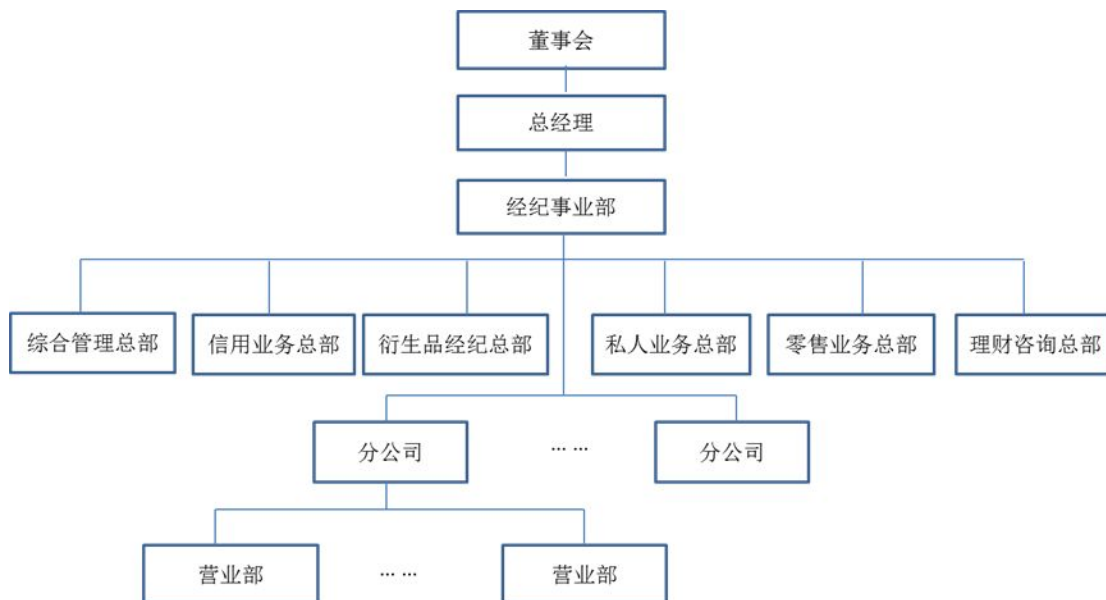 董事会
总经理
经纪事业部
综合管理总部
信用业务总部
衍生品经纪总部
私人业务总部
零售业务总部
理财咨询总部
分公司
… …
分公司
营业部
… …
营业部